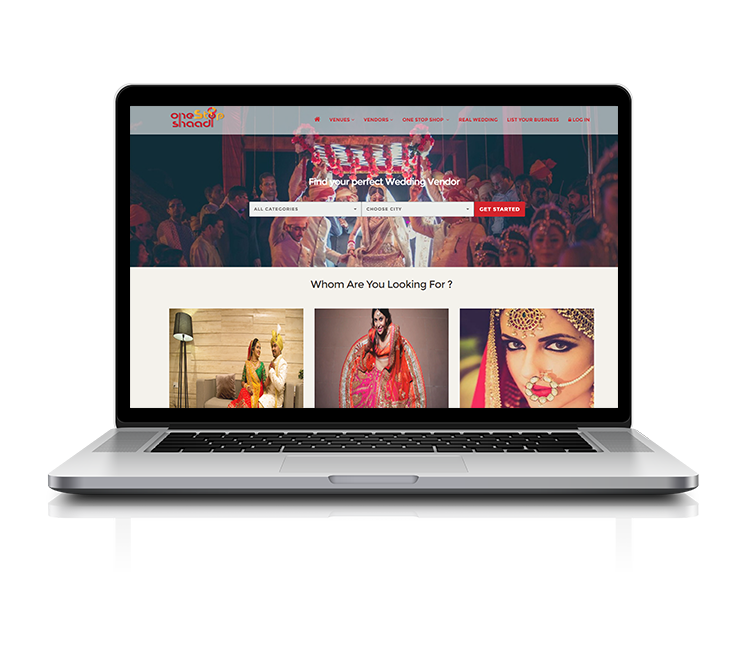 one Stop
shaadi
VENUES
VENDORS
ONE STOP SHOP
REAL WEDDING
LIST YOUR BUSINESS
LOG IN
Find your perfect Wedding Vendor
ALL CATEGORIES
CHOOSE CITY
GET STARTED
Whom Are You Looking For ?